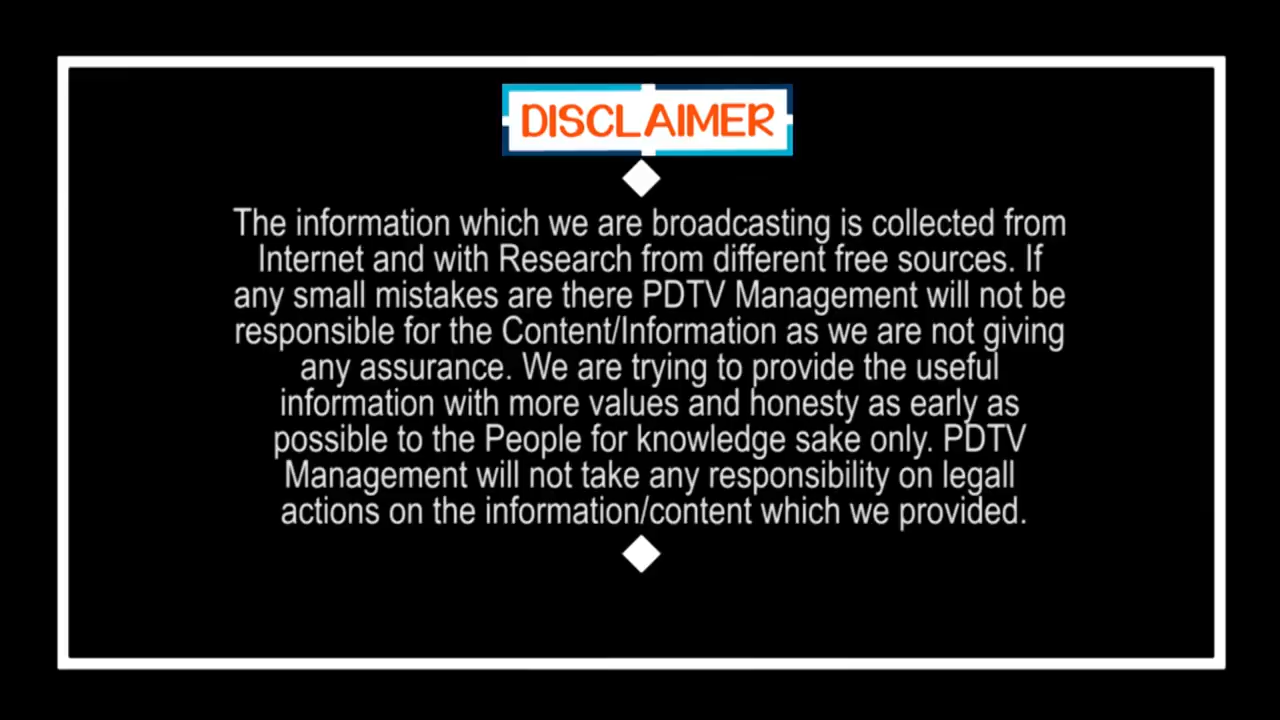 DISCLAIMER
The information which we are broadcasting is collected from
Internet and with Research from different free sources. If
any small mistakes are there PDTV Management will not be
responsible for the Content/Information as we are not giving
any assurance. We are trying to provide the useful
information with more values and honesty as early as
possible to the People for knowledge sake only. PDTV
Management will not take any responsibility on legall
actions on the information/content which we provided.